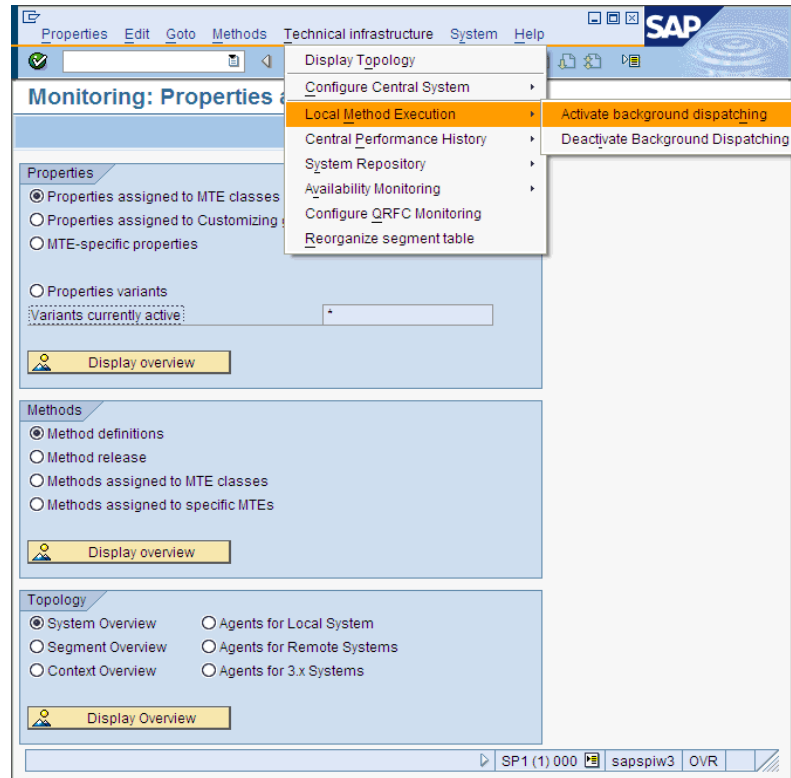 Properties Edit Goto Methods Technical infrastructure System Help
SAP
Display Topology
Configure Central System
Monitoring: Properties
Local Method Execution
Activate background dispatching
Central Performance History
Deactivate Background Dispatching
System Repository
Availability Monitoring
Configure QRFC Monitoring
Reorganize segment table
Properties
Properties assigned to MTE classes
Properties assigned to Customizing
MTE-specific properties
Properties variants
Variants currently active
*
Display overview
Methods
Method definitions
Method release
Methods assigned to MTE classes
Methods assigned to specific MTEs
Display overview
Topology
System Overview Agents for Local System
Segment Overview Agents for Remote Systems
Context Overview Agents for 3.x Systems
Display Overview
SP1 (1) 000 sapspiw3 OVR